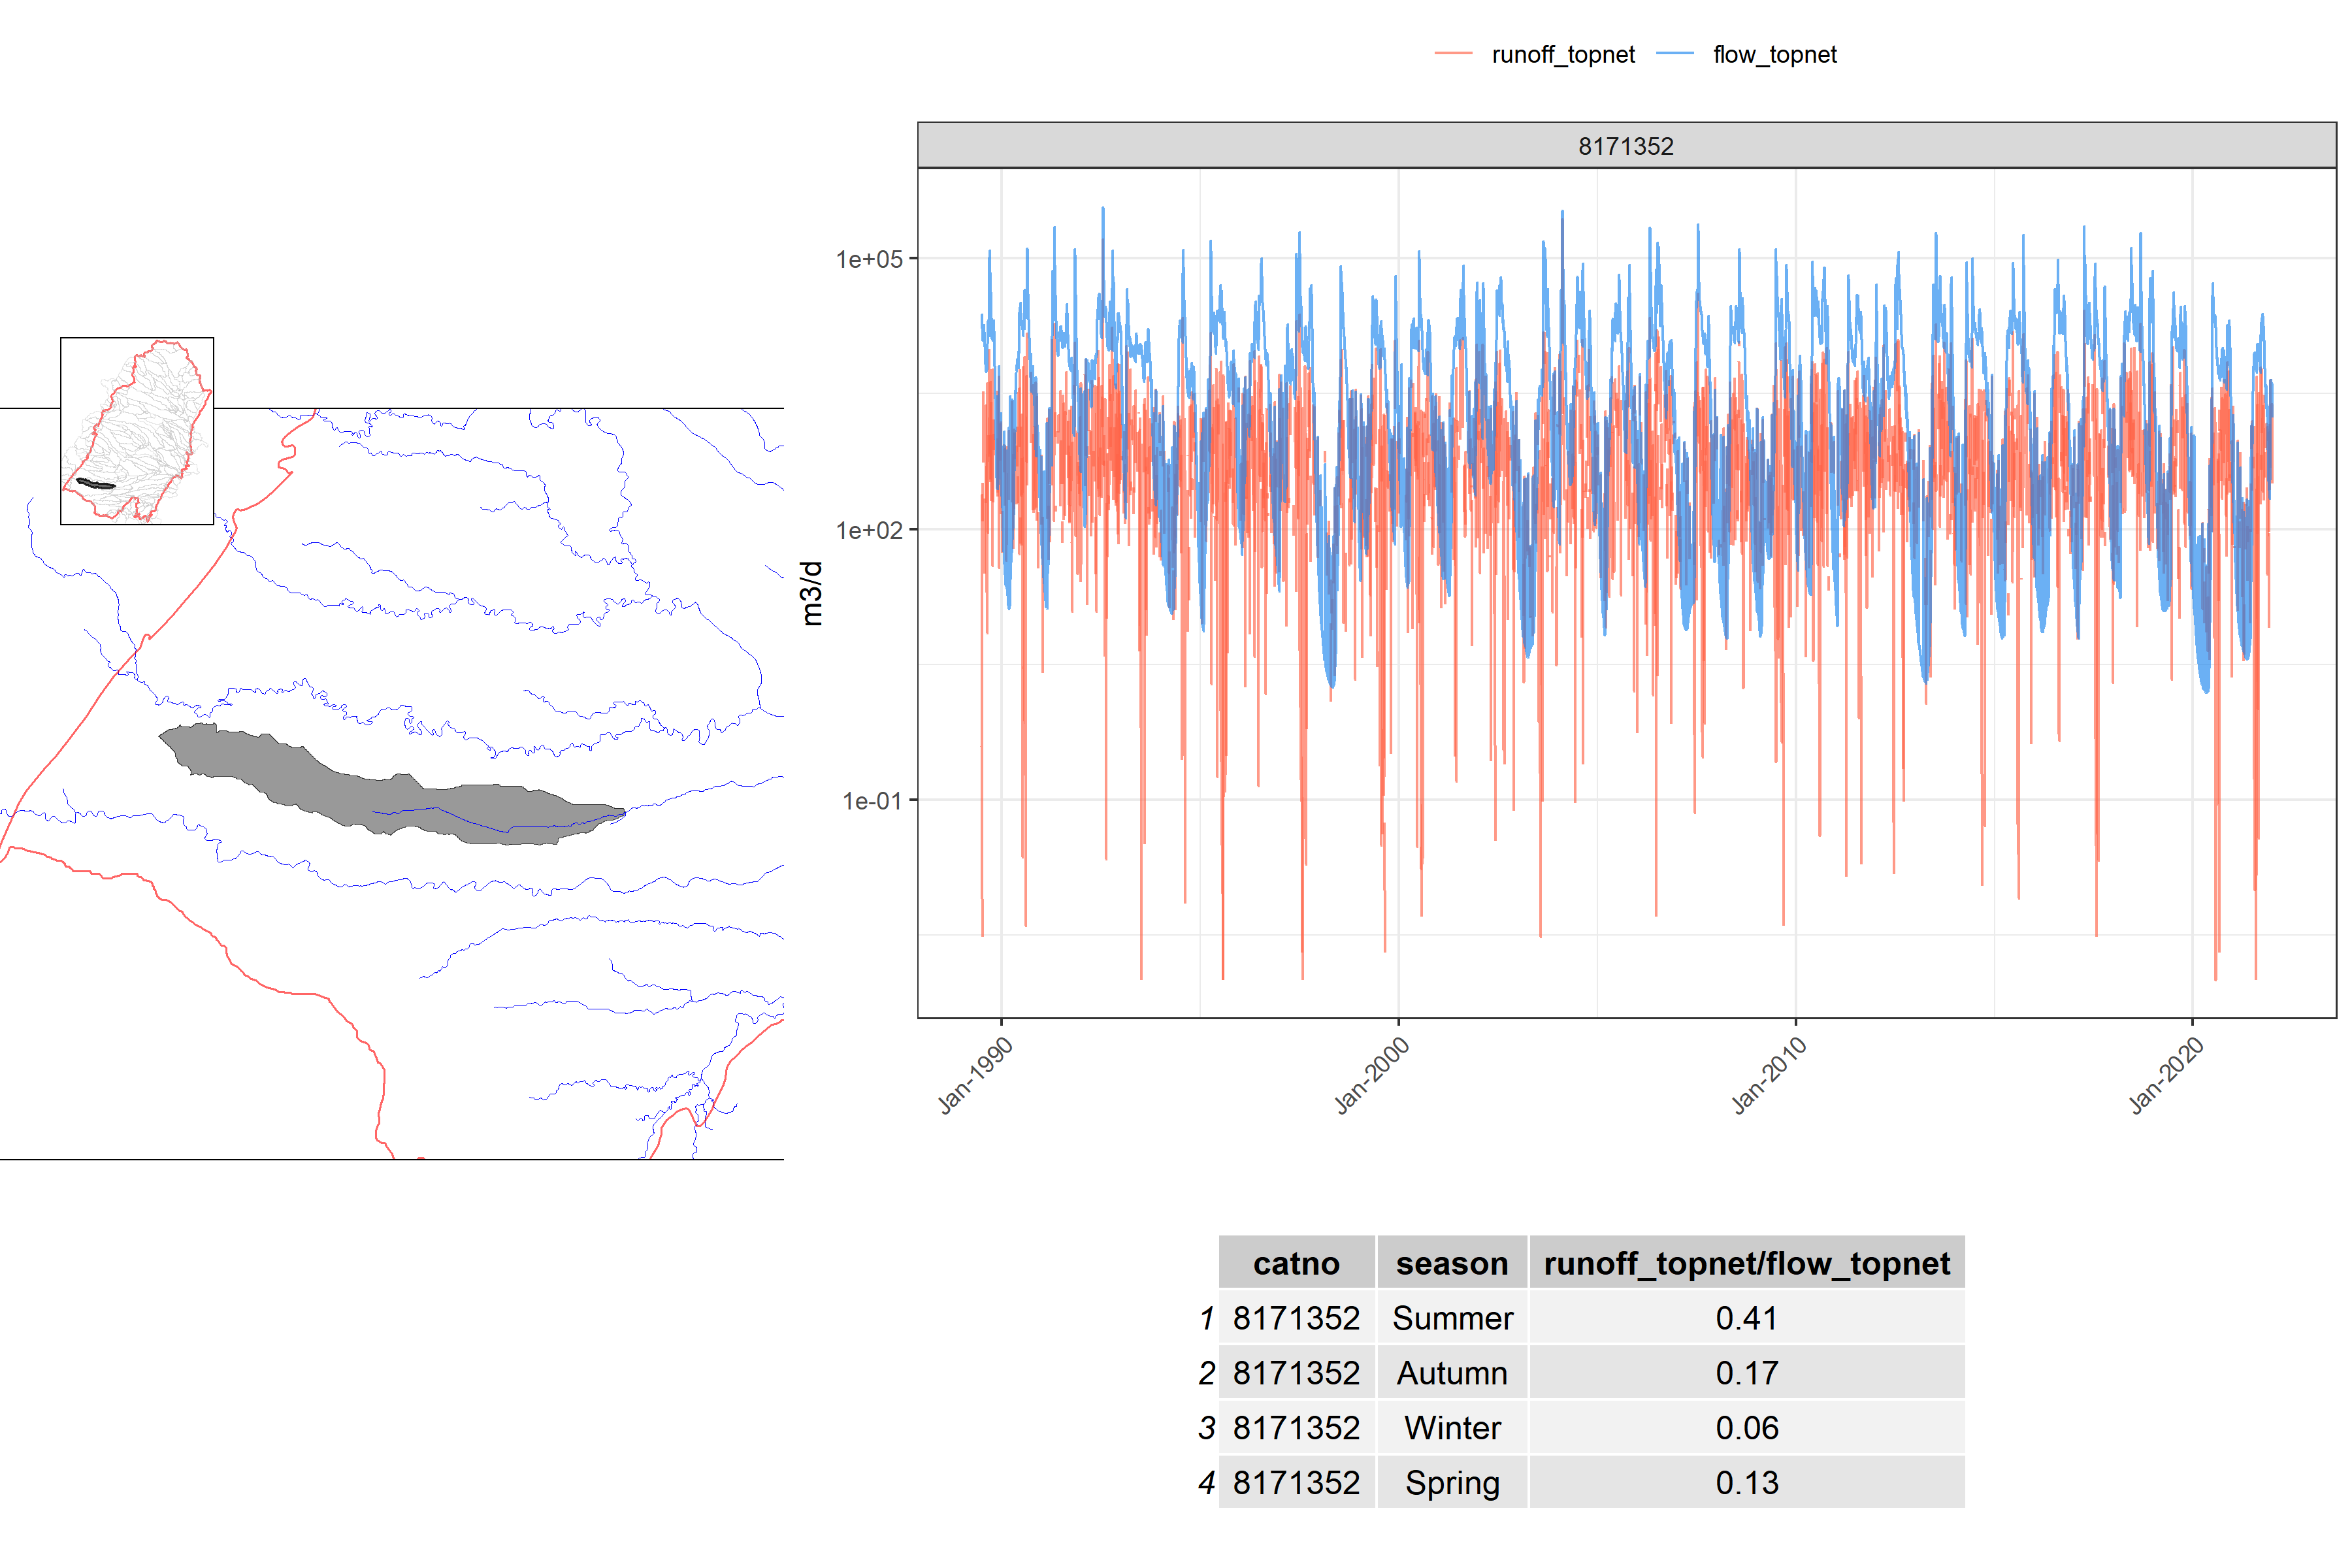 runoff_topnet flow_topnet
8171352
1e+05
1e+02
1e-01
m3/d
Jan-1990 Jan-2000 Jan-2010 Jan-2020
catno season runoff_topnet/flow_topnet
1 8171352 Summer 0.41
2 8171352 Autumn 0.17
3 8171352 Winter 0.06
4 8171352 Spring 0.13